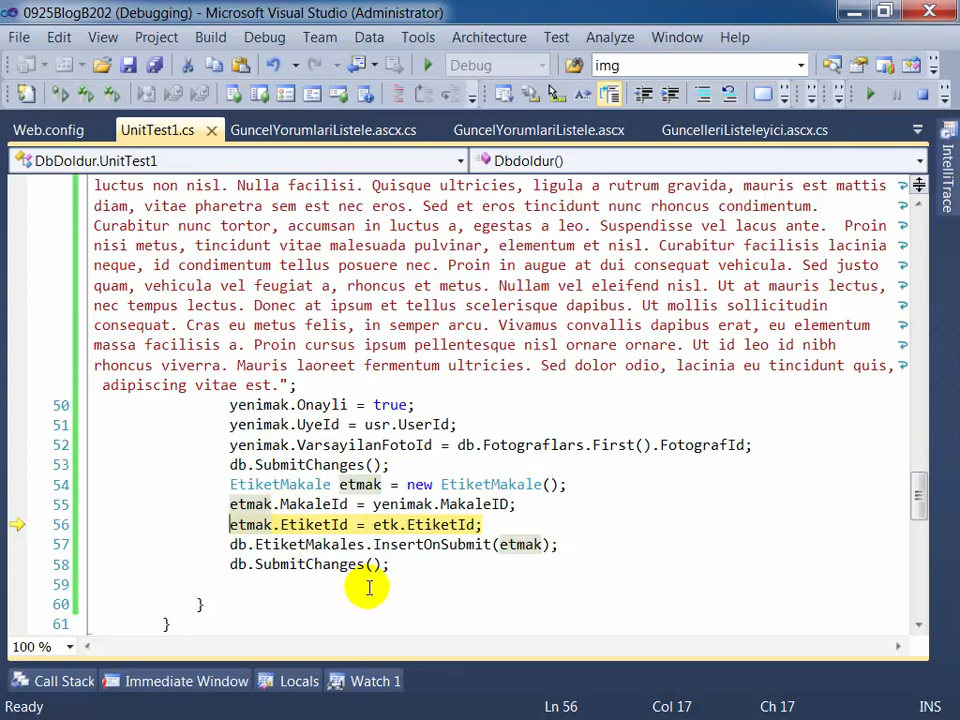 0925BlogB202 (Debugging) - Microsoft Visual Studio (Administrator)
File Edit View Project Build Debug Team Data Tools Architecture Test Analyze Window Help
Debug img
Web.config UnitTest1.cs GuncelYorumlariListele.ascx.cs GuncelYorumlariListele.ascx GuncelleriListeleyici.ascx.cs
DbDoldur.UnitTest1 Dbdoldur()
IntelliTrace
luctus non nisl. Nulla facilisi. Quisque ultricies, ligula a rutrum gravida, mauris est mattis
diam, vitae pharetra sem est nec eros. Sed et eros tincidunt nunc rhoncus condimentum.
Curabitur nunc tortor, accumsan in luctus a, egestas a leo. Suspendisse vel lacus ante.  Proin
nisi metus, tincidunt vitae malesuada pulvinar, elementum et nisl. Curabitur facilisis lacinia
neque, id condimentum tellus posuere nec. Proin in augue at dui consequat vehicula. Sed justo
quam, vehicula vel feugiat a, rhoncus et metus. Nullam vel eleifend nisl. Ut at mauris lectus,
nec tempus lectus. Donec at ipsum et tellus scelerisque dapibus. Ut mollis sollicitudin
consequat. Cras eu metus felis, in semper arcu. Vivamus convallis dapibus erat, eu elementum
massa facilisis a. Proin cursus ipsum pellentesque nisl ornare ornare. Ut id leo id nibh
rhoncus viverra. Mauris laoreet fermentum ultricies. Sed dolor odio, lacinia eu tincidunt quis,
adipiscing vitae est.";
50 yenimak.Onayli = true;
51 yenimak.UyeId = usr.UserId;
52 yenimak.VarsayilanFotoId = db.Fotograflars.First().FotografId;
53 db.SubmitChanges();
54 EtiketMakale etmak = new EtiketMakale();
55 etmak.MakaleId = yenimak.MakaleID;
56 etmak.EtiketId = etk.EtiketId;
57 db.EtiketMakales.InsertOnSubmit(etmak);
58 db.SubmitChanges();
59
60 }
61 }
100 %
Call Stack Immediate Window Locals Watch 1
Ready Ln 56 Col 17 Ch 17 INS